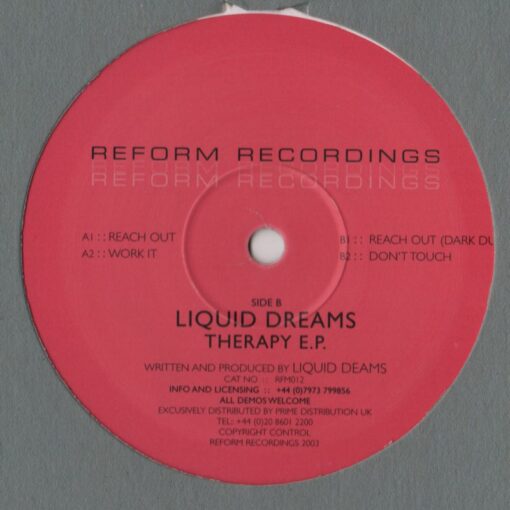 REFORM RECORDINGS
REFORM RECORDINGS
A1 : : REACH OUT
A2 : : WORK IT
B1 : : REACH OUT (DARK DU
B2 : : DON'T TOUCH
SIDE B
LIQUID DREAMS
THERAPY E.P.
WRITTEN AND PRODUCED BY LIQUID DEAMS
CAT NO : : RFM012
INFO AND LICENSING : : +44 (0)7973 799856
ALL DEMOS WELCOME
EXCLUSIVELY DISTRIBUTED BY PRIME DISTRIBUTION UK
TEL: +44 (0)20 8601 2200
COPYRIGHT CONTROL
REFORM RECORDINGS 2003